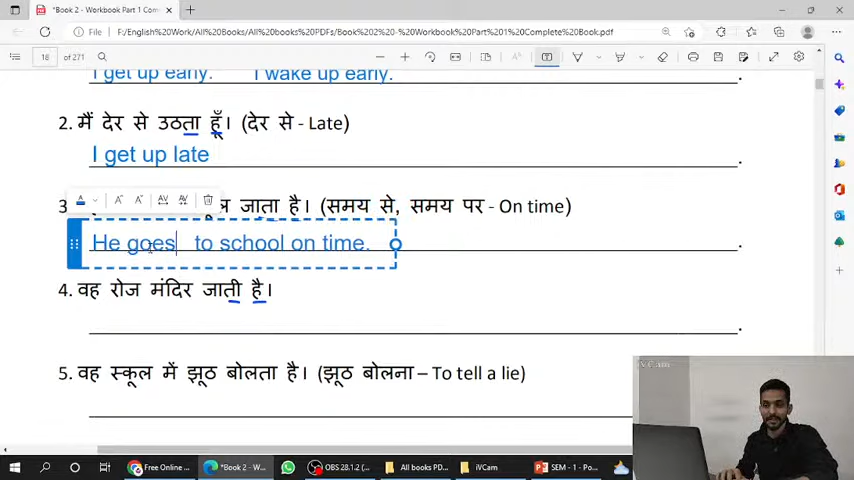 *Book 2 - Workbook Part 1 Com
File
F:/English%20Work/All%20Books/All%20books%20PDFs/Book%202%20-%20Workbook%20Part%201%20Complete%20Book.pdf
18 of 271
I get up early. I wake up early.
2. मैं देर से उठता हूँ। (देर से - Late)
I get up late
3 जाता है। (समय से, समय पर - On time)
He goes to school on time.
4. वह रोज मंदिर जाती है।
5. वह स्कूल में झूठ बोलता है। (झूठ बोलना – To tell a lie)
iVCam
Free Online ...
*Book 2 - W...
OBS 28.1.2 (...
All books PD...
iVCam
SEM - 1 - Po...